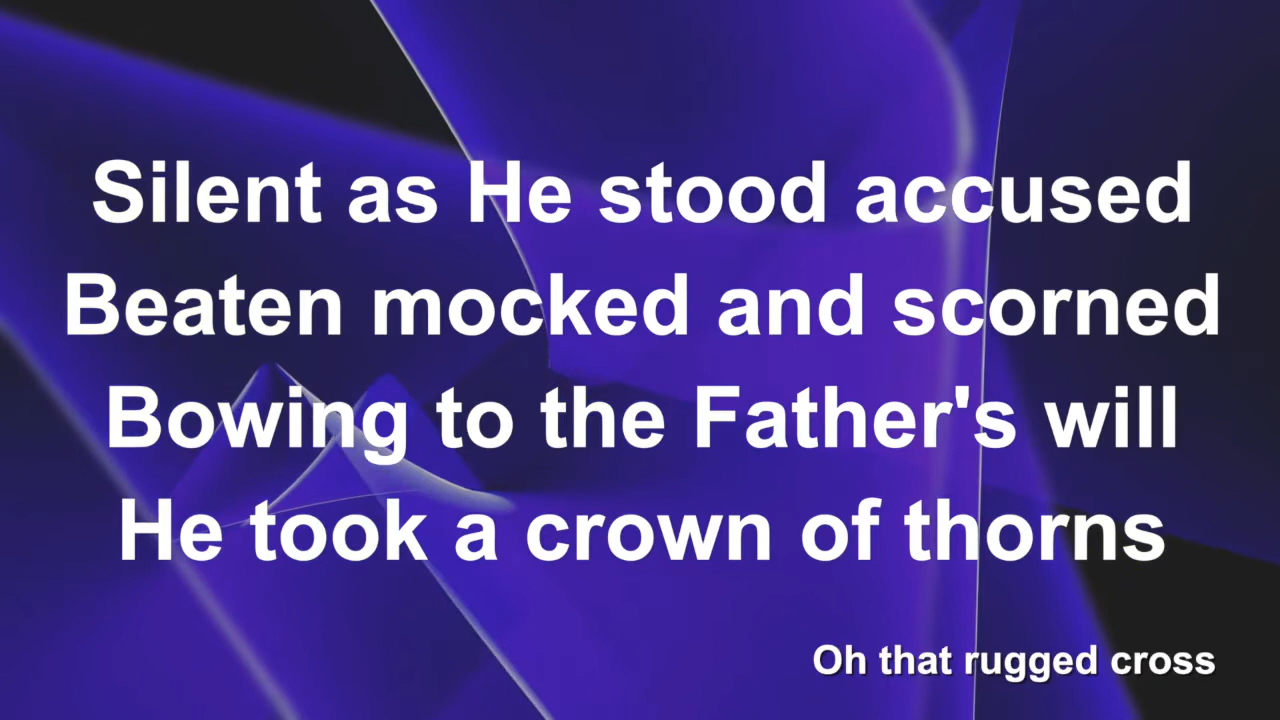 Silent as He stood accused
Beaten mocked and scorned
Bowing to the Father's will
He took a crown of thorns
Oh that rugged cross